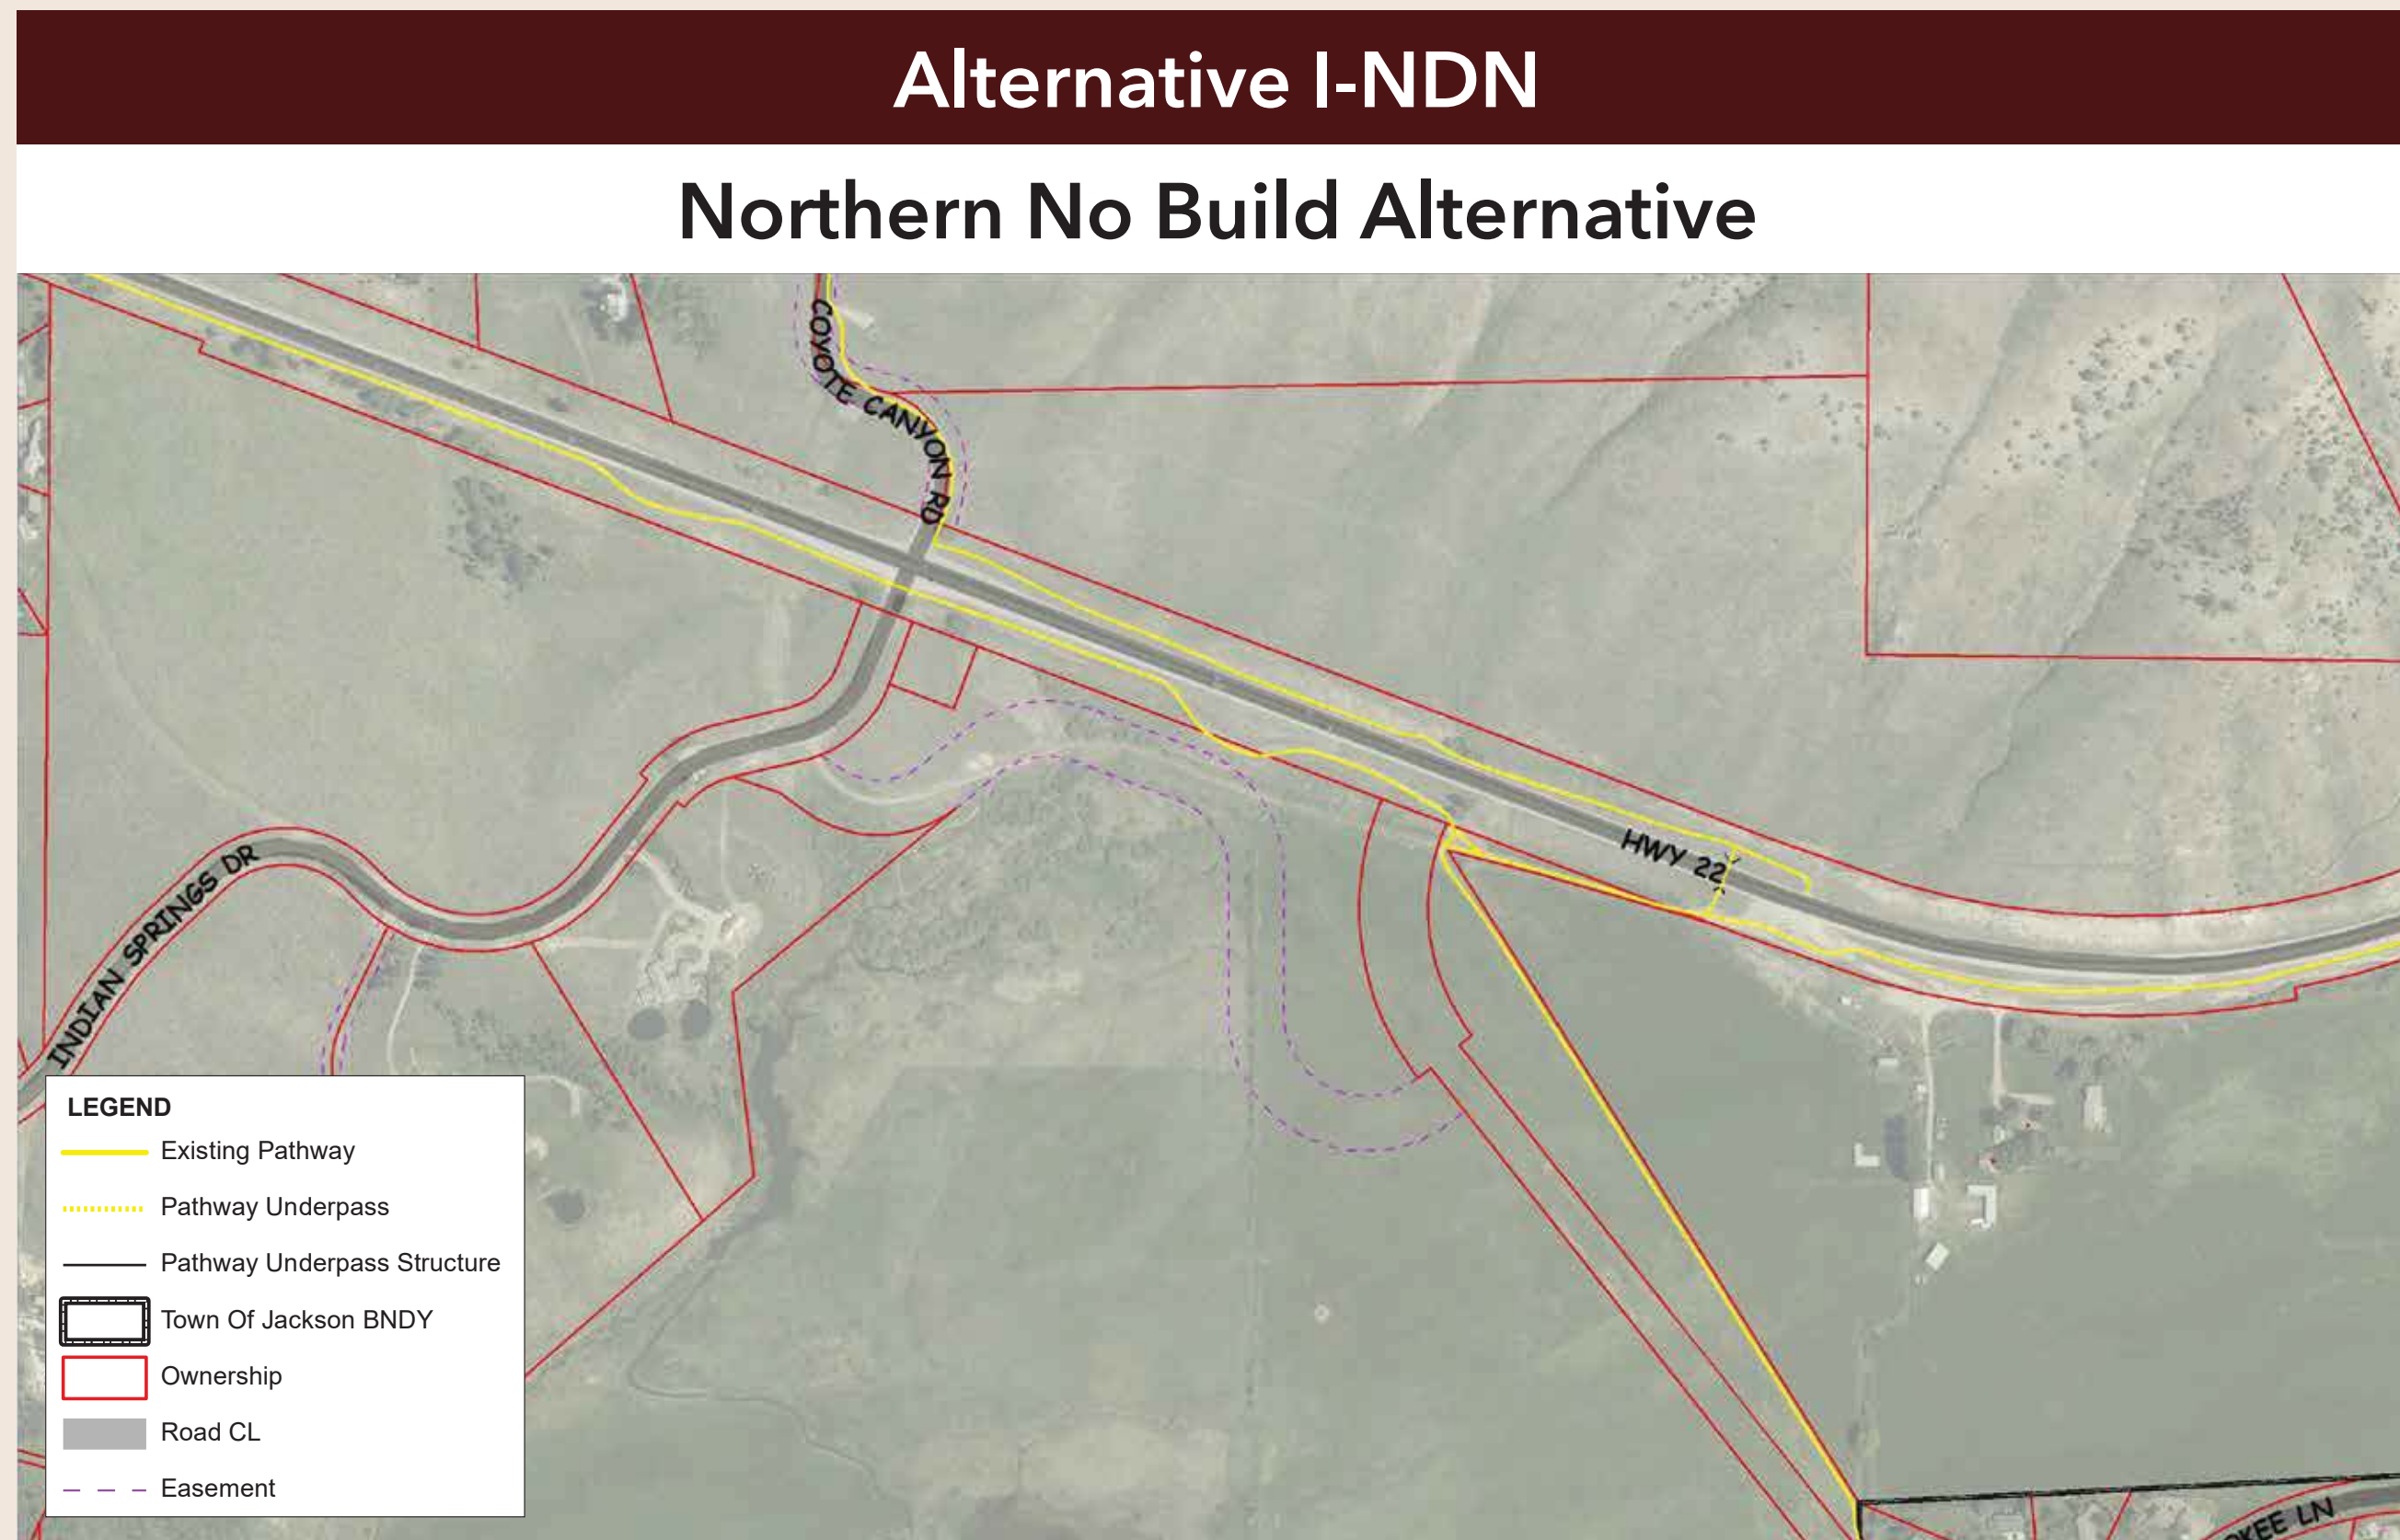 Alternative I-NDN
Northern No Build Alternative
COYOTE CANYON RD
HWY 22
INDIAN SPRINGS DR
LEGEND
Existing Pathway
Pathway Underpass
Pathway Underpass Structure
Town Of Jackson BNDY
Ownership
Road CL
Easement
LN